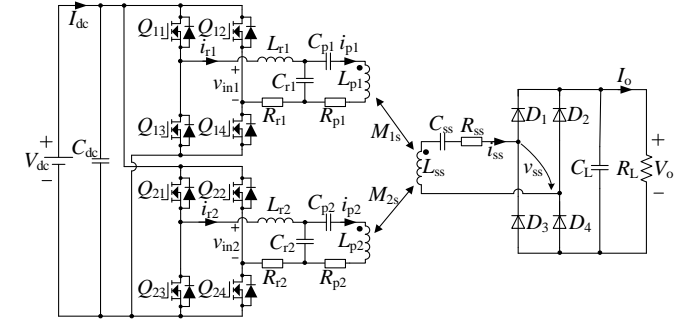 I_dc
Q_11
Q_12
i_r1
L_r1
C_p1
i_p1
+
v_in1
−
C_r1
L_p1
R_r1
R_p1
Q_13
Q_14
M_1s
C_ss
R_ss
i_ss
L_ss
D_1
D_2
I_o
v_ss
C_L
R_L
+
V_o
−
D_3
D_4
+
V_dc
−
C_dc
Q_21
Q_22
i_r2
L_r2
C_p2
i_p2
M_2s
+
v_in2
−
C_r2
L_p2
R_r2
R_p2
Q_23
Q_24